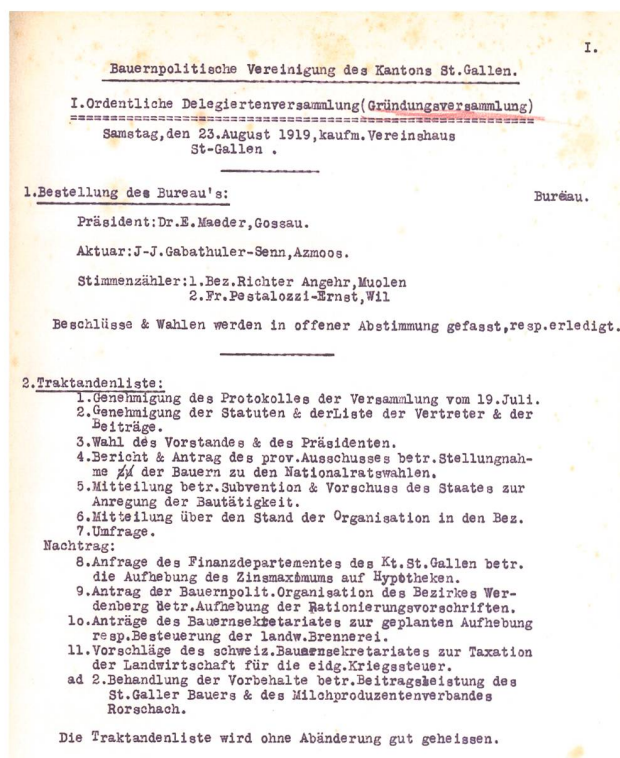 I.
Bauernpolitische Vereinigung des Kantons St.Gallen.
I.Ordentliche Delegiertenversammlung(Gründungsversammlung)
Samstag,den 23.August 1919,kaufm.Vereinshaus
St-Gallen .
1.Bestellung des Bureau's: Bureau.
Präsident:Dr.E.Maeder,Gossau.
Aktuar:J-J.Gabathuler-Senn,Azmoos.
Stimmenzähler:1.Bez.Richter Angehr,Muolen
2.Fr.Pestalozzi-Ernst,Wil
Beschlüsse & Wahlen werden in offener Abstimmung gefasst,resp.erledigt.
2.Traktandenliste:
1.Genehmigung des Protokolles der Versammlung vom 19.Juli.
2.Genehmigung der Statuten & derListe der Vertreter & der
Beiträge.
3.Wahl des Vorstandes & des Präsidenten.
4.Bericht & Antrag des prov.Ausschusses betr.Stellungnah-
me der Bauern zu den Nationalratswahlen.
5.Mitteilung betr.Subvention & Vorschuss des Staates zur
Anregung der Bautätigkeit.
6.Mitteilung über den Stand der Organisation in den Bez.
7.Umfrage.
Nachtrag:
8.Anfrage des Finanzdepartementes des Kt.St.Gallen betr.
die Aufhebung des Zinsmaximums auf Hypotheken.
9.Antrag der Bauernpolit.Organisation des Bezirkes Wer-
denberg betr.Aufhebung der Rationierungsvorschriften.
lo.Anträge des Bauernsekretariates zur geplanten Aufhebung
resp.Besteuerung der landw.Brennerei.
11.Vorschläge des schweiz.Bauernsekretariates zur Taxation
der Landwirtschaft für die eidg.Kriegssteuer.
ad 2.Behandlung der Vorbehalte betr.Beitragsleistung des
St.Galler Bauers & des Milchproduzentenverbandes
Rorschach.
Die Traktandenliste wird ohne Abänderung gut geheissen.